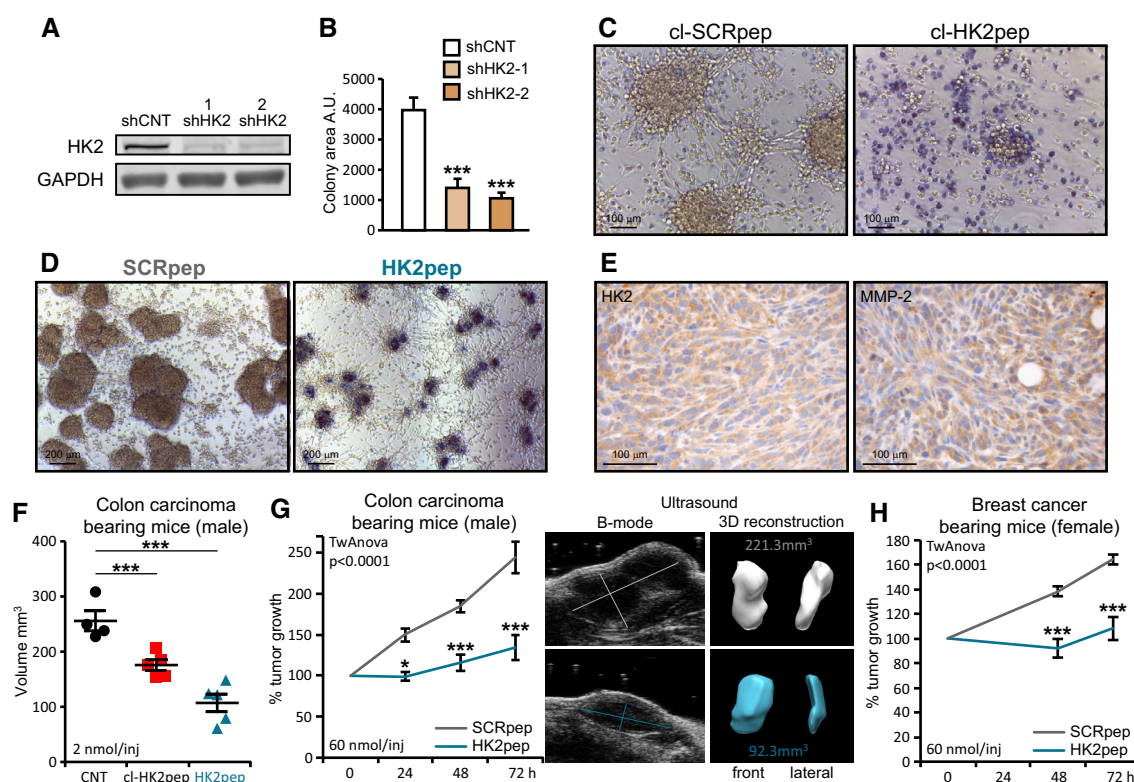 A
shCNT
1
shHK2
2
shHK2
HK2
GAPDH
B
shCNT
shHK2-1
shHK2-2
Colony area A.U.
5000
4000
3000
2000
1000
0
***
***
C
cl-SCRpep
cl-HK2pep
100 µm
100 µm
D
SCRpep
HK2pep
200 µm
200 µm
E
HK2
MMP-2
100 µm
100 µm
F
Colon carcinoma
bearing mice (male)
Volume mm³
400
300
200
100
0
***
***
2 nmol/inj
CNT
cl-HK2pep
HK2pep
G
Colon carcinoma
bearing mice (male)
% tumor growth
250
200
150
100
50
0
TwAnova
p<0.0001
*
***
***
SCRpep
HK2pep
60 nmol/inj
0
24
48
72 h
Ultrasound
B-mode
3D reconstruction
221.3mm³
92.3mm³
front
lateral
H
Breast cancer
bearing mice (female)
% tumor growth
180
160
140
120
100
80
60
40
20
0
TwAnova
p<0.0001
***
***
SCRpep
HK2pep
60 nmol/inj
0
24
48
72 h